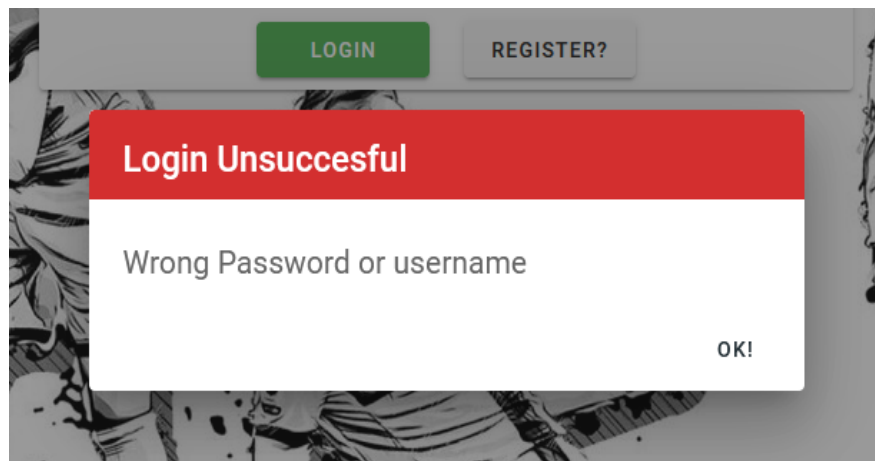 LOGIN REGISTER?
Login Unsuccesful
Wrong Password or username
OK!